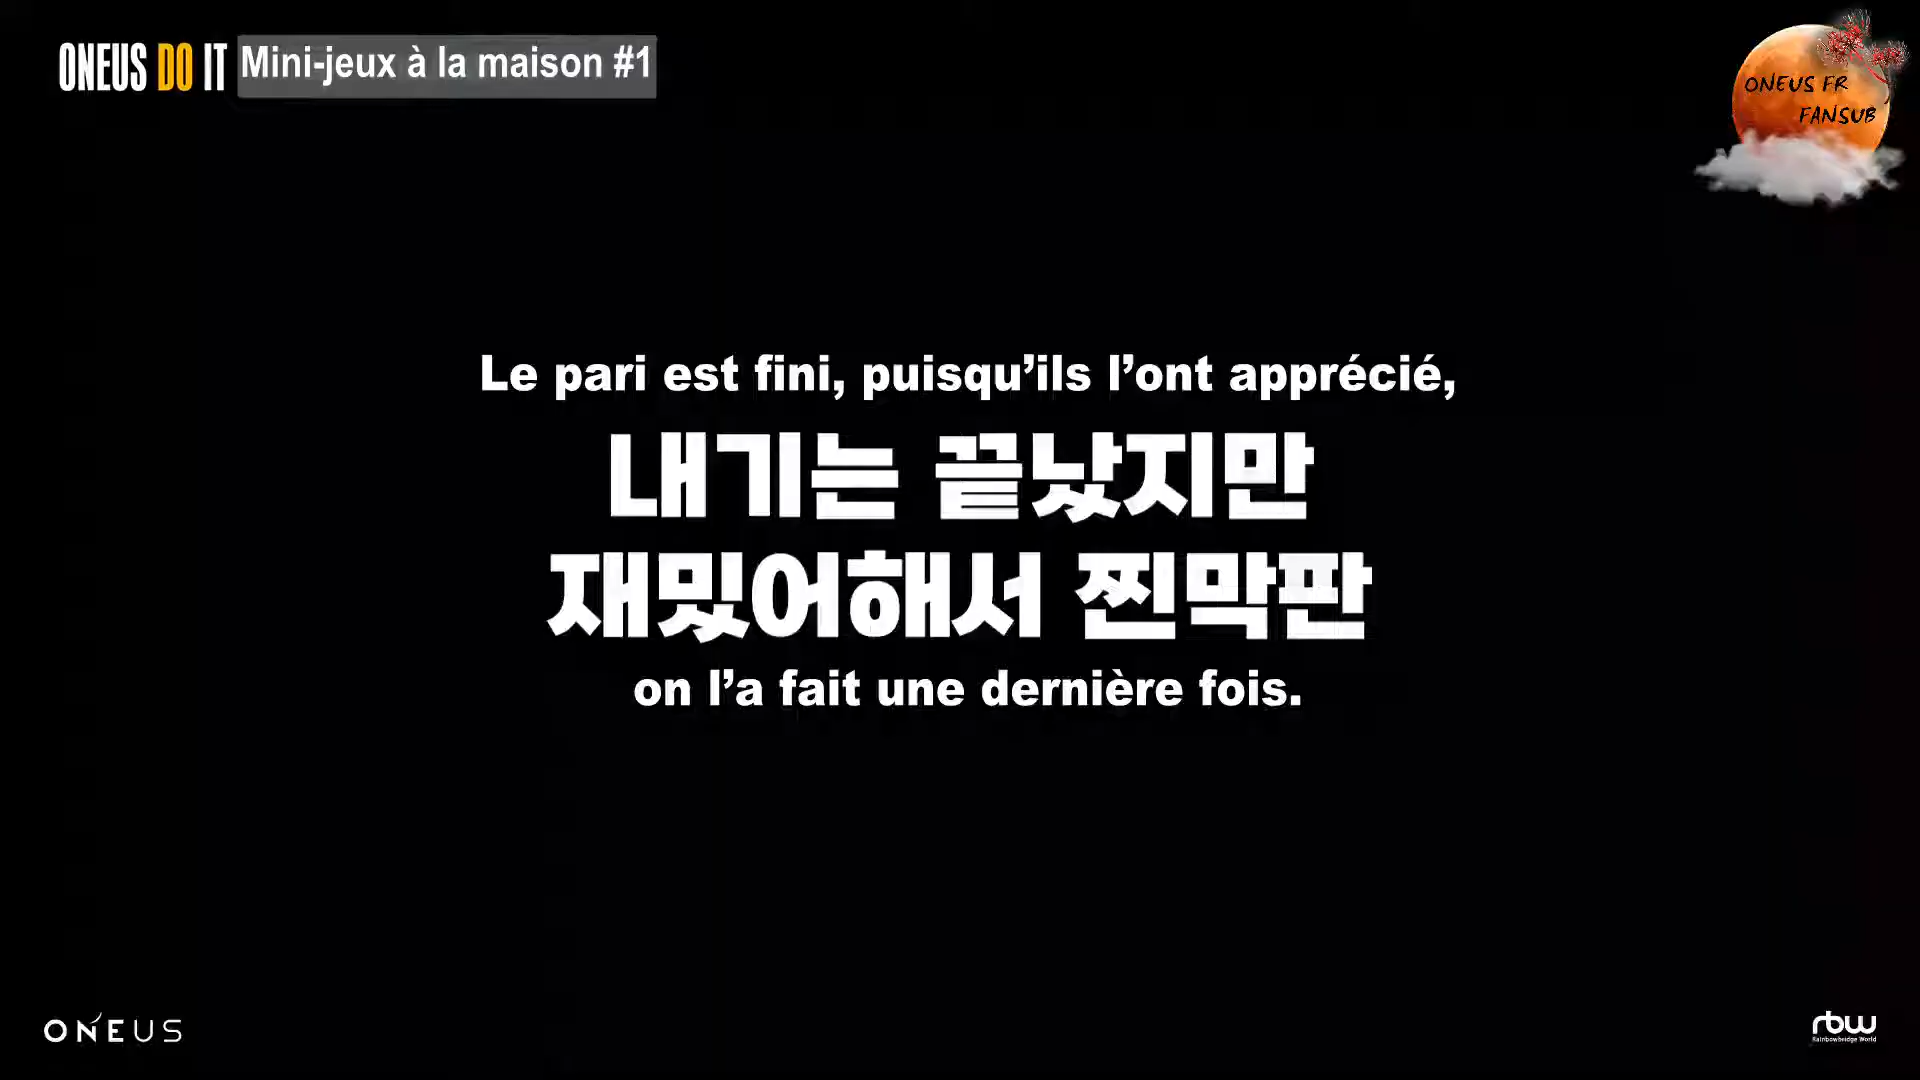 ONEUS DO IT Mini-jeux à la maison #1
ONEUS FR
FANSUB
Le pari est fini, puisqu’ils l’ont apprécié,
내기는 끝났지만
재밌어해서 찐막판
on l’a fait une dernière fois.
ONEUS
rbw
Rainbowbridge World